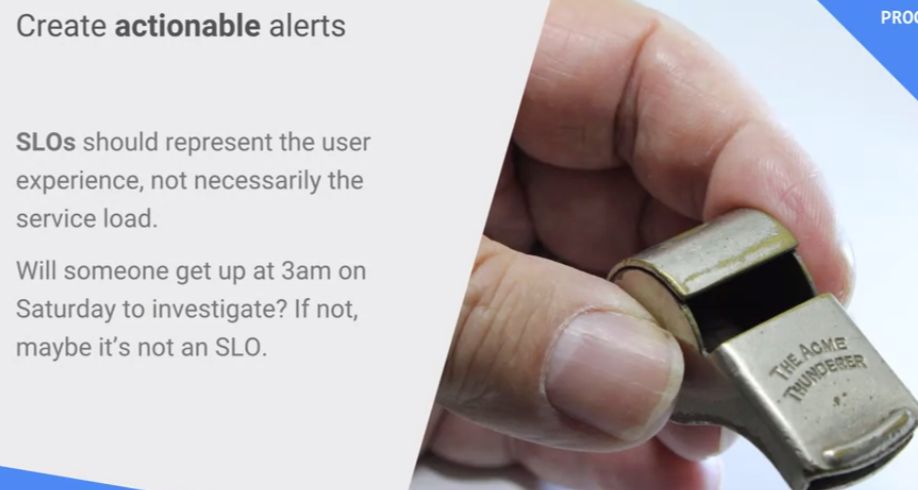 Create actionable alerts
PROC
SLOs should represent the user
experience, not necessarily the
service load.
Will someone get up at 3am on
Saturday to investigate? If not,
maybe it's not an SLO.
THE ACME
THUNDERER